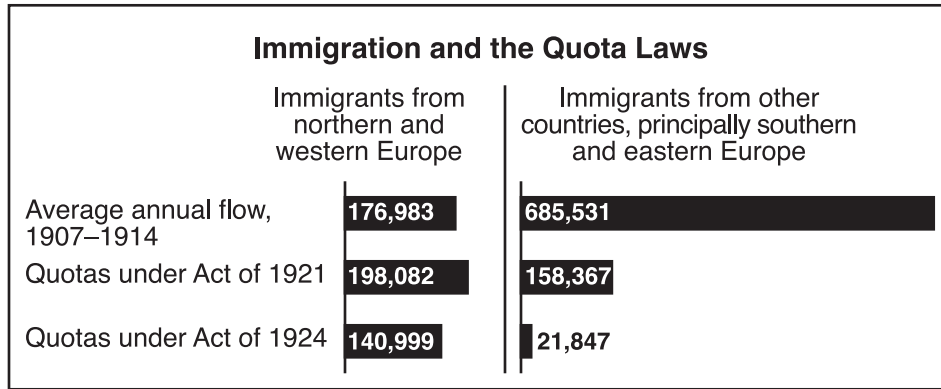 Immigration and the Quota Laws
Immigrants from
northern and
western Europe
Immigrants from other
countries, principally southern
and eastern Europe
Average annual flow,
1907–1914
176,983
685,531
Quotas under Act of 1921
198,082
158,367
Quotas under Act of 1924
140,999
21,847